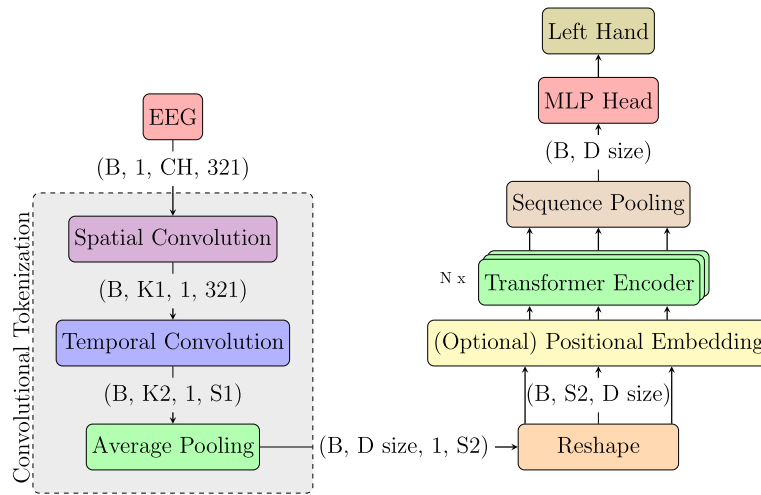 EEG
(B, 1, CH, 321)
Convolutional Tokenization
Spatial Convolution
(B, K1, 1, 321)
Temporal Convolution
(B, K2, 1, S1)
Average Pooling
(B, D size, 1, S2)
Reshape
(B, S2, D size)
(Optional) Positional Embedding
N x
Transformer Encoder
Sequence Pooling
(B, D size)
MLP Head
Left Hand